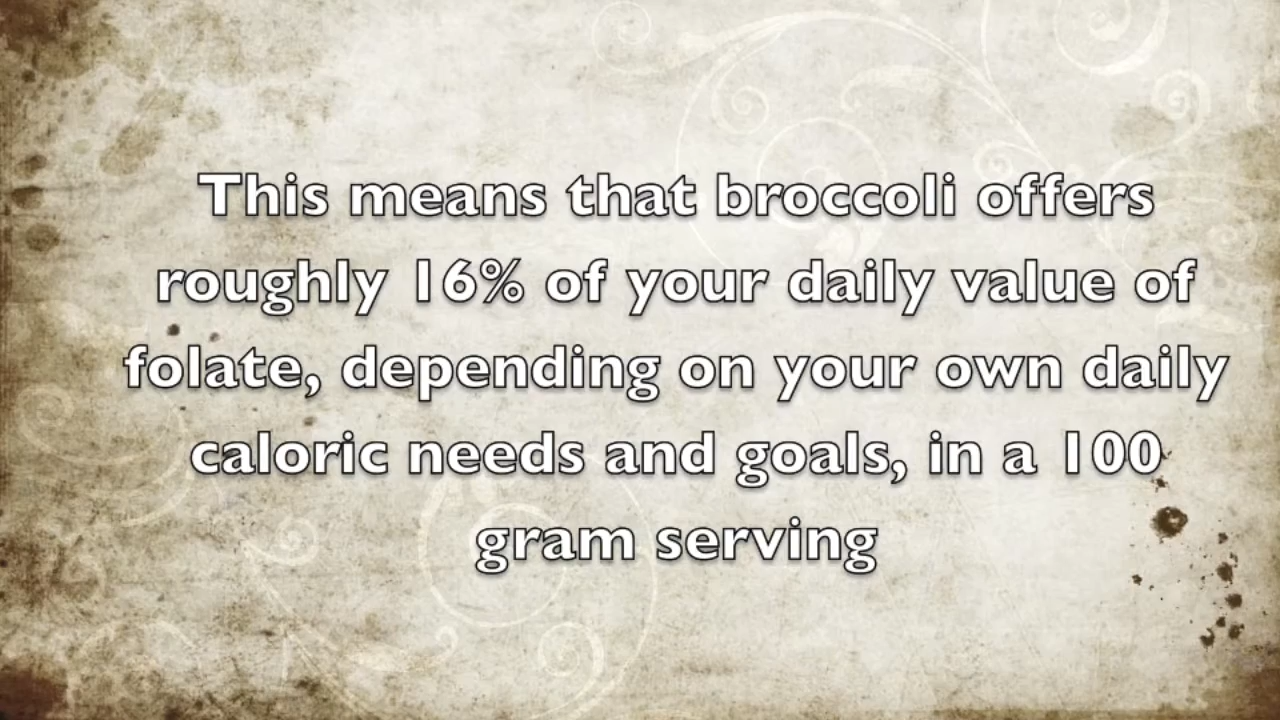 This means that broccoli offers
roughly 16% of your daily value of
folate, depending on your own daily
caloric needs and goals, in a 100
gram serving